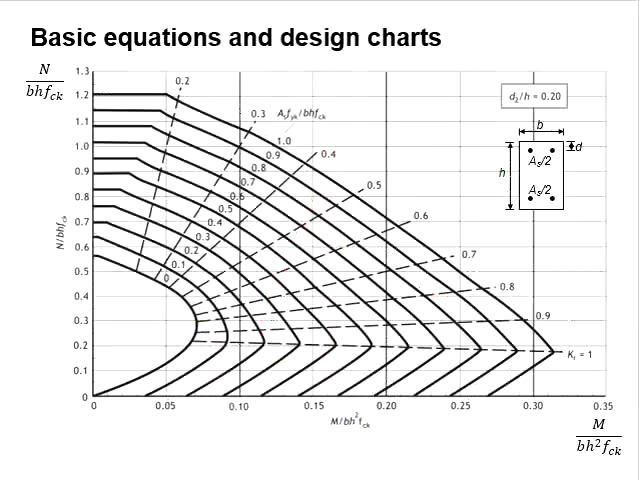 Basic equations and design charts
N
bhf_ck
1.3
1.2
1.1
1.0
0.9
0.8
0.7
0.6
0.5
0.4
0.3
0.2
0.1
0
N/bhf_ck
0.2
0.3
A_s f_yk/bhf_ck
1.0
0.9
0.8
0.7
0.6
0.5
0.4
0.3
0.2
0.1
0
0.4
0.5
0.6
0.7
0.8
0.9
K_r = 1
d₂/h = 0.20
b
d
h
A_s/2
A_s/2
0
0.05
0.10
0.15
0.20
0.25
0.30
0.35
M/bh²f_ck
M
bh²f_ck